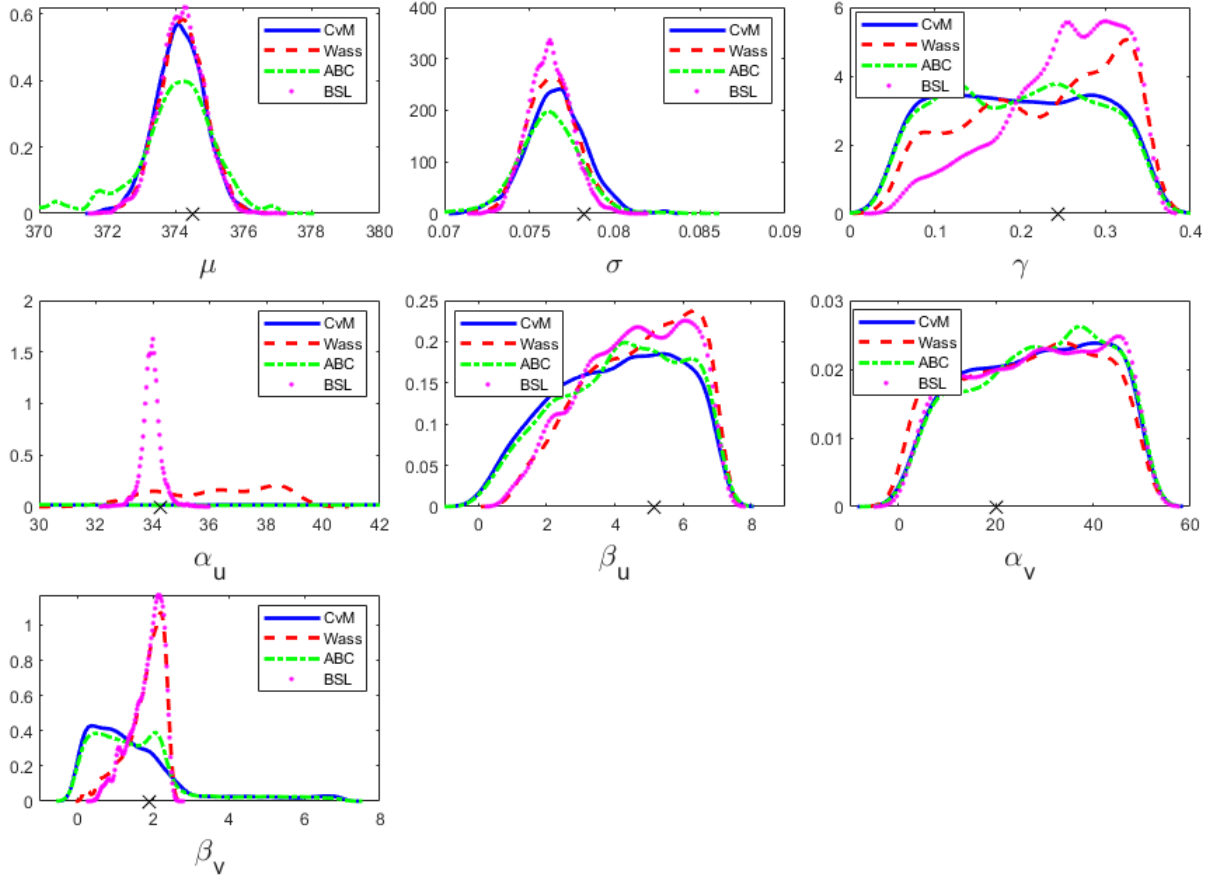 0.6
0.4
0.2
0
370 372 374 376 378 380
μ
CvM
Wass
ABC
BSL
400
300
200
100
0
0.07 0.075 0.08 0.085 0.09
σ
CvM
Wass
ABC
BSL
6
4
2
0
0 0.1 0.2 0.3 0.4
γ
CvM
Wass
ABC
BSL
2
1.5
1
0.5
0
30 32 34 36 38 40 42
α_u
CvM
Wass
ABC
BSL
0.25
0.2
0.15
0.1
0.05
0
0 2 4 6 8
β_u
CvM
Wass
ABC
BSL
0.03
0.02
0.01
0
0 20 40 60
α_v
CvM
Wass
ABC
BSL
1
0.8
0.6
0.4
0.2
0
0 2 4 6 8
β_v
CvM
Wass
ABC
BSL